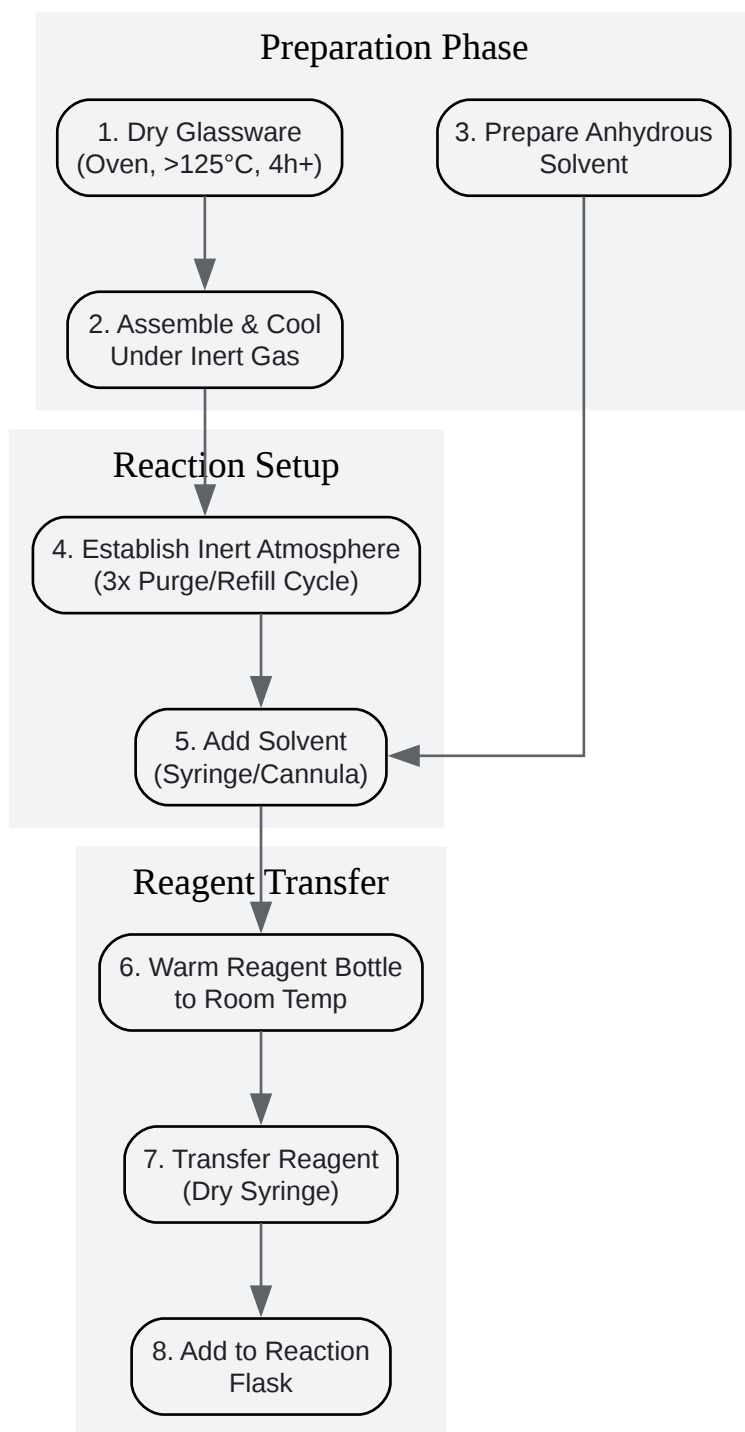 Preparation Phase
1. Dry Glassware
(Oven, >125°C, 4h+)
3. Prepare Anhydrous
Solvent
2. Assemble & Cool
Under Inert Gas
Reaction Setup
4. Establish Inert Atmosphere
(3x Purge/Refill Cycle)
5. Add Solvent
(Syringe/Cannula)
Reagent Transfer
6. Warm Reagent Bottle
to Room Temp
7. Transfer Reagent
(Dry Syringe)
8. Add to Reaction
Flask